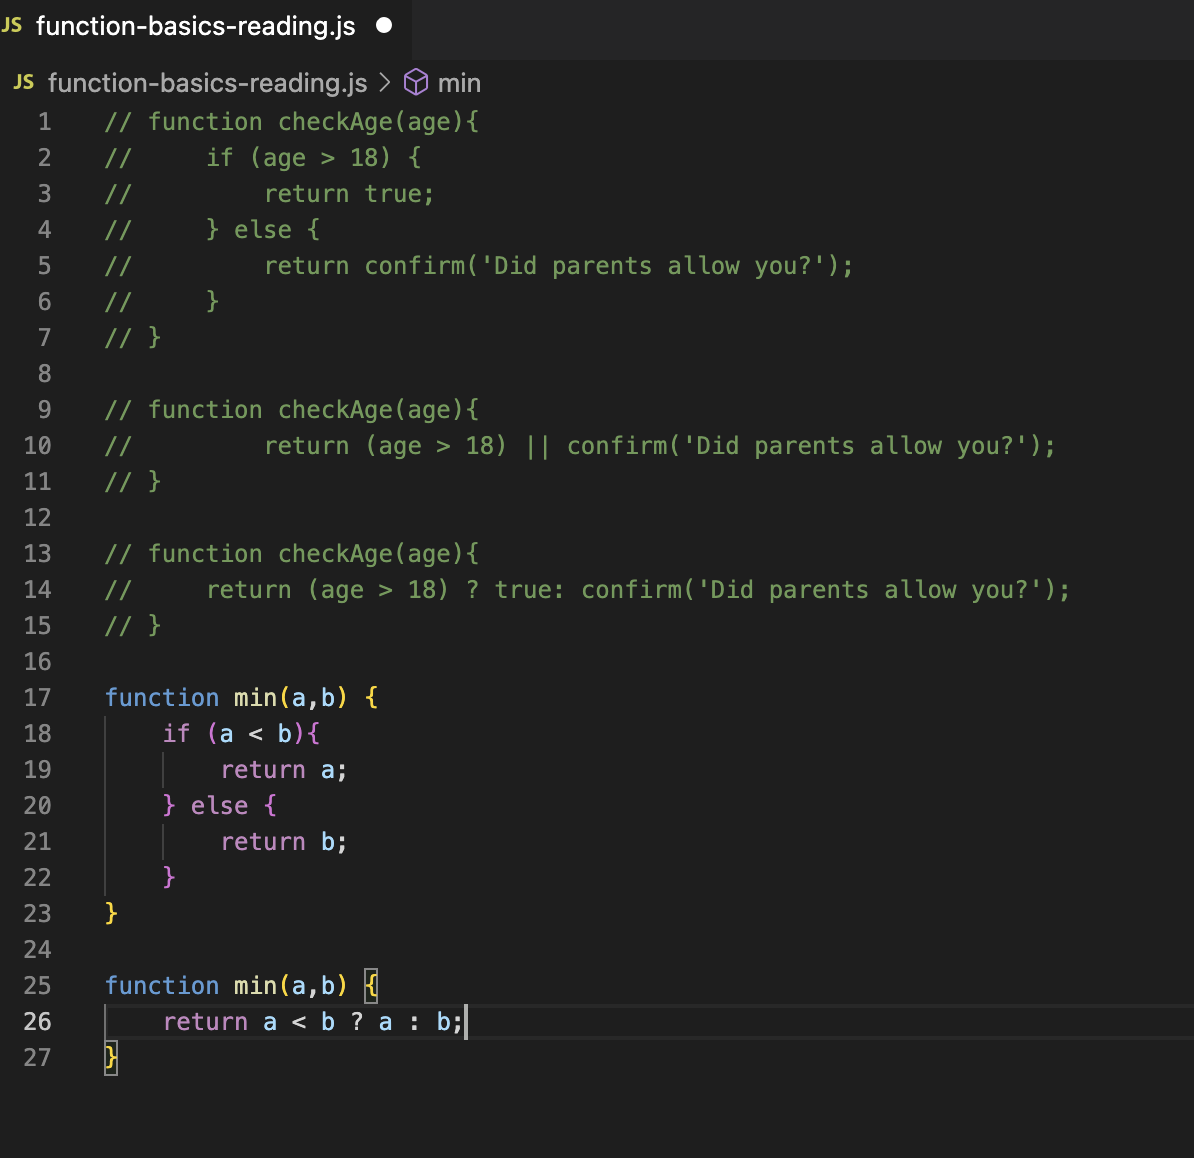 JS function-basics-reading.js
JS function-basics-reading.js > min
1 // function checkAge(age){
2 //     if (age > 18) {
3 //         return true;
4 //     } else {
5 //         return confirm('Did parents allow you?');
6 //     }
7 // }
8
9 // function checkAge(age){
10 //         return (age > 18) || confirm('Did parents allow you?');
11 // }
12
13 // function checkAge(age){
14 //     return (age > 18) ? true: confirm('Did parents allow you?');
15 // }
16
17 function min(a,b) {
18     if (a < b){
19         return a;
20     } else {
21         return b;
22     }
23 }
24
25 function min(a,b) {
26     return a < b ? a : b;
27 }